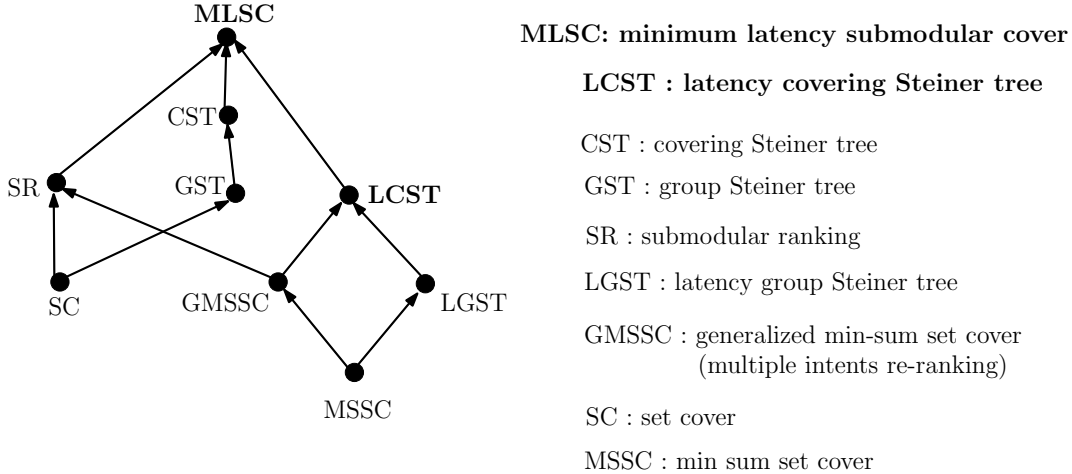 MLSC
CST
SR
GST
LCST
SC
GMSSC
LGST
MSSC
MLSC: minimum latency submodular cover
LCST : latency covering Steiner tree
CST : covering Steiner tree
GST : group Steiner tree
SR : submodular ranking
LGST : latency group Steiner tree
GMSSC : generalized min-sum set cover
(multiple intents re-ranking)
SC : set cover
MSSC : min sum set cover